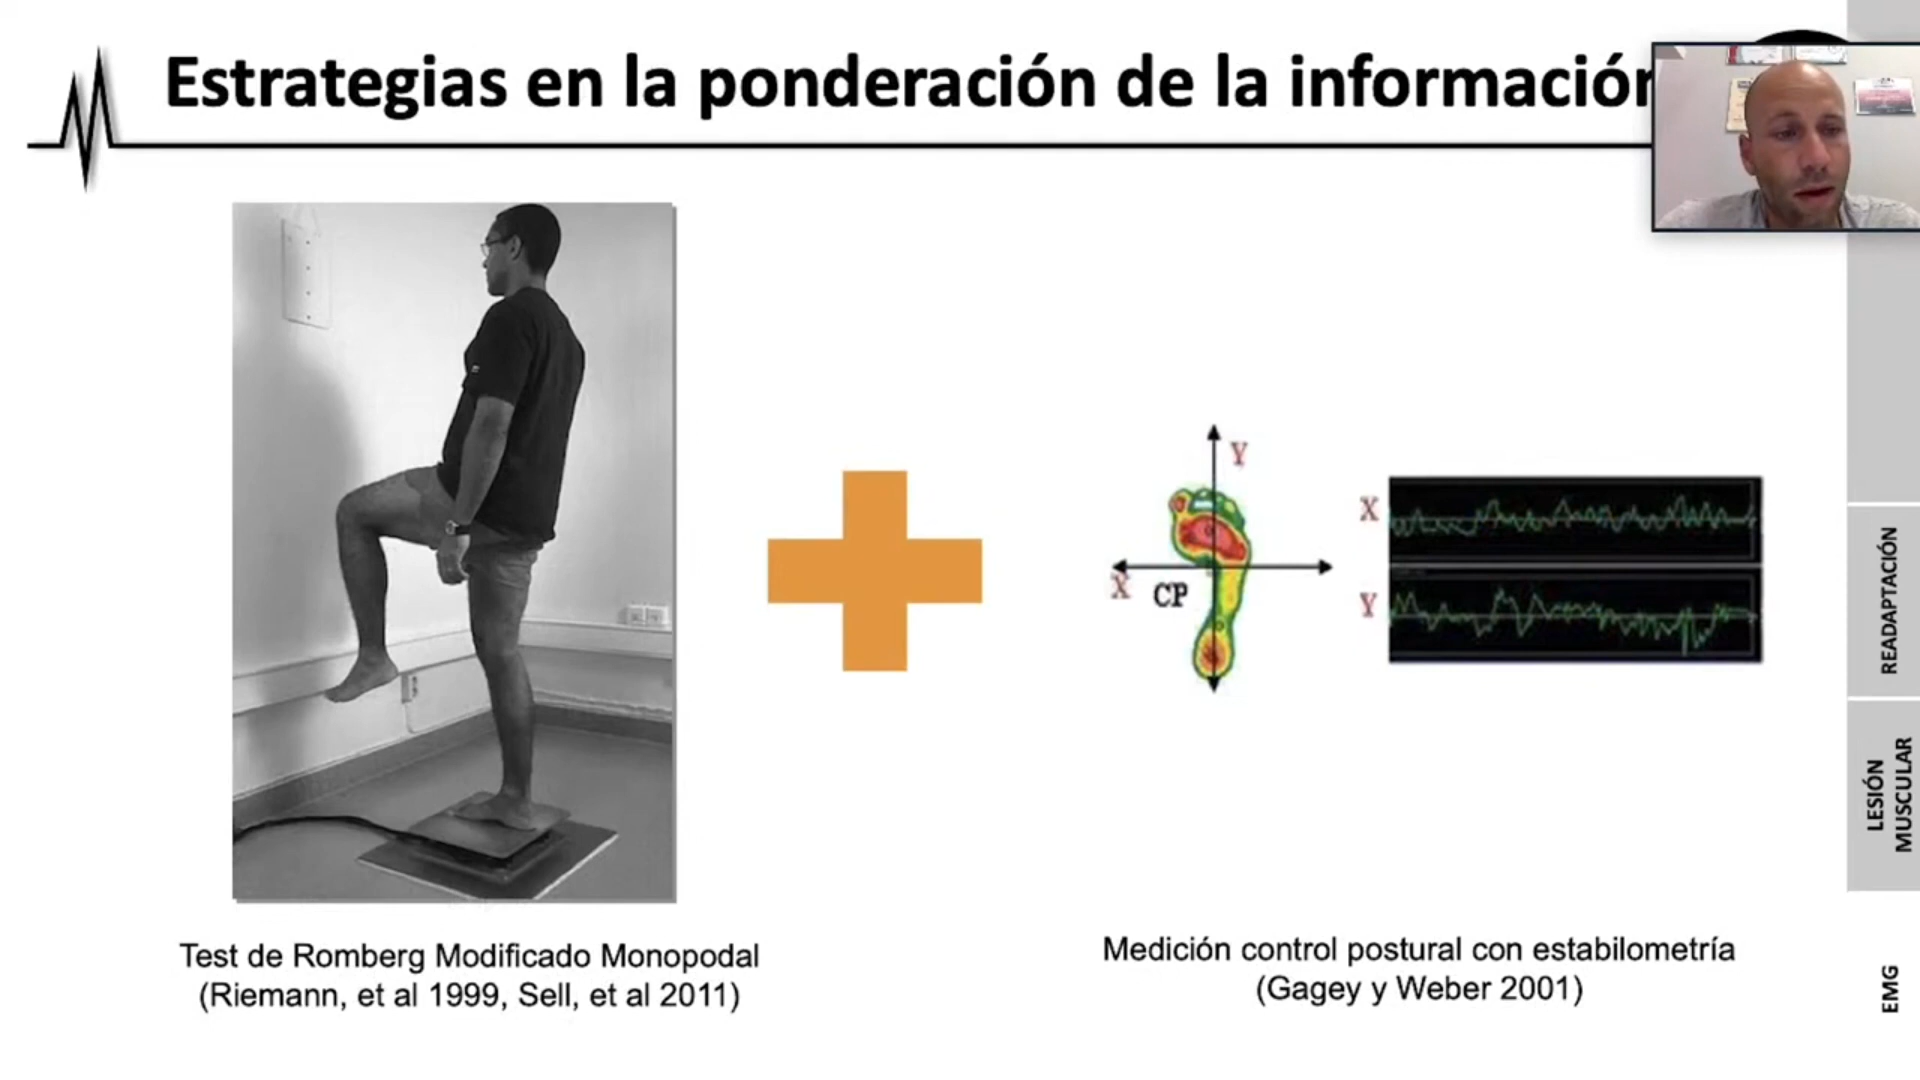 Estrategias en la ponderación de la información
Y
X
CP
X
Y
Test de Romberg Modificado Monopodal
(Riemann, et al 1999, Sell, et al 2011)
Medición control postural con estabilometría
(Gagey y Weber 2001)
READAPTACIÓN
LESIÓN
MUSCULAR
EMG